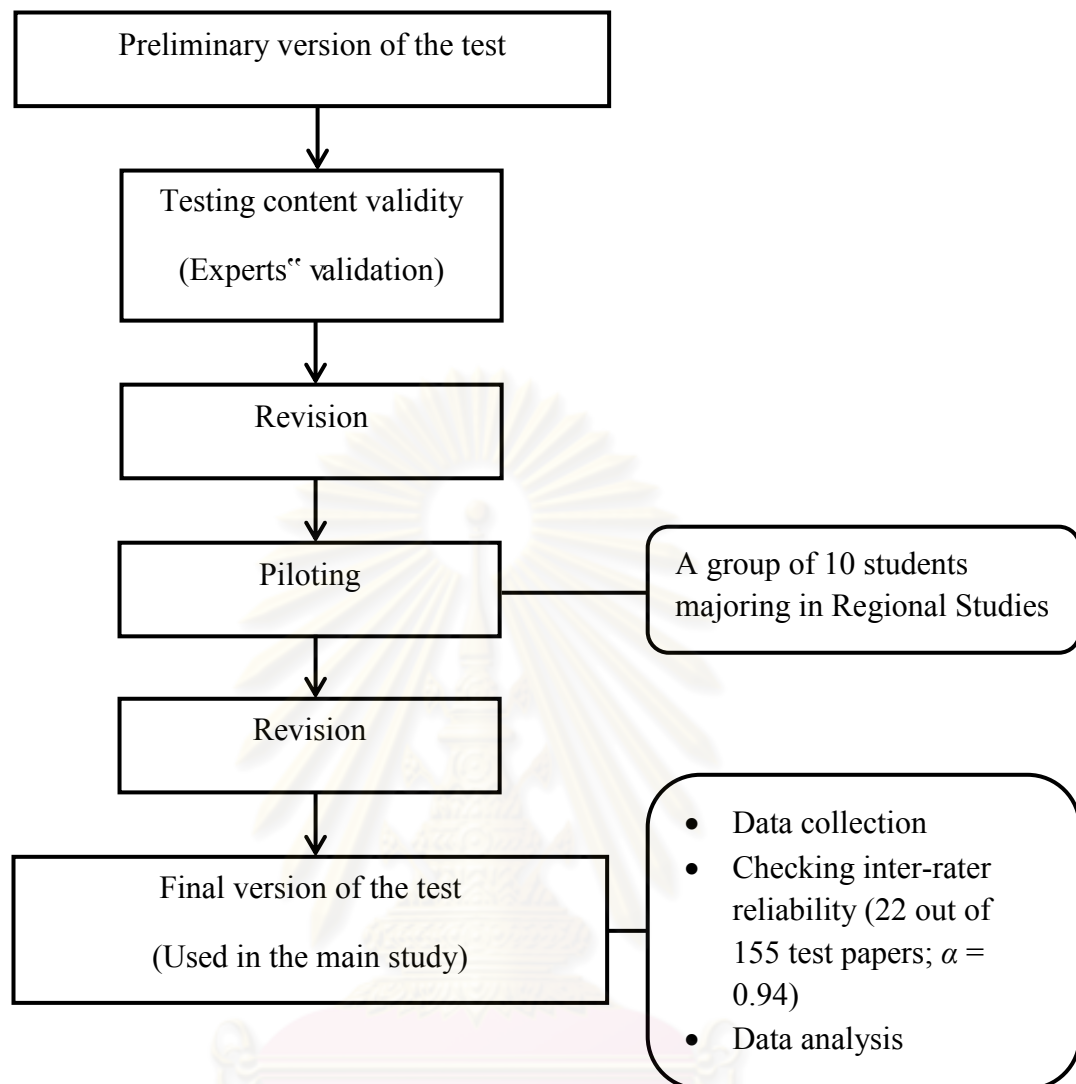 Preliminary version of the test
Testing content validity
(Experts‟ validation)
Revision
Piloting
A group of 10 students
majoring in Regional Studies
Revision
Final version of the test
(Used in the main study)
• Data collection
• Checking inter-rater
reliability (22 out of
155 test papers; α =
0.94)
• Data analysis